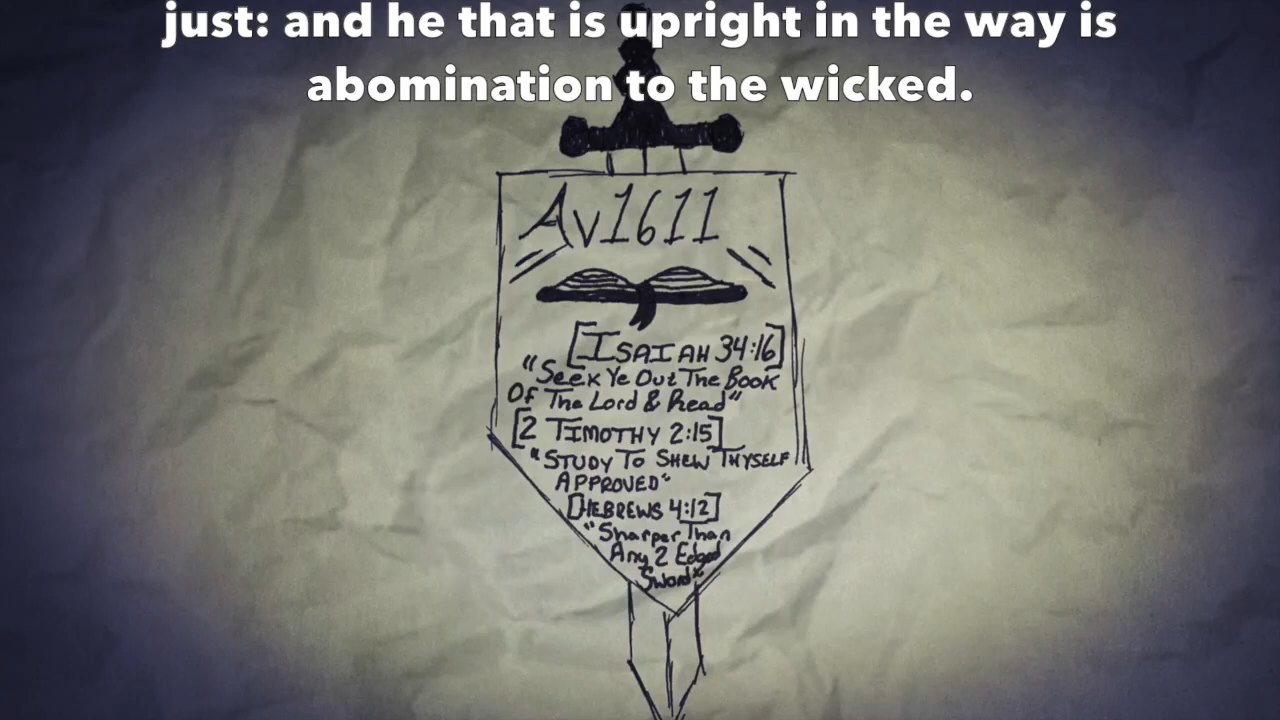 just: and he that is upright in the way is
abomination to the wicked.
Av1611
[ISAIAH 34:16]
"Seek Ye Out The Book
Of The Lord & Read"
[2 TIMOTHY 2:15]
"STUDY TO SHEW THYSELF
APPROVED"
[HEBREWS 4:12]
"Sharper Than
Any 2 Edged
Sword"